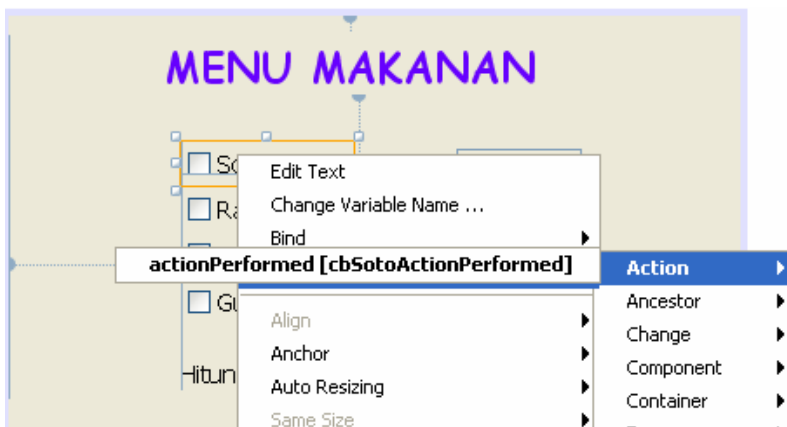 MENU MAKANAN
Edit Text
Change Variable Name ...
Bind
actionPerformed [cbSotoActionPerformed]
Action
Ancestor
Change
Component
Container
Align
Anchor
Auto Resizing
Same Size